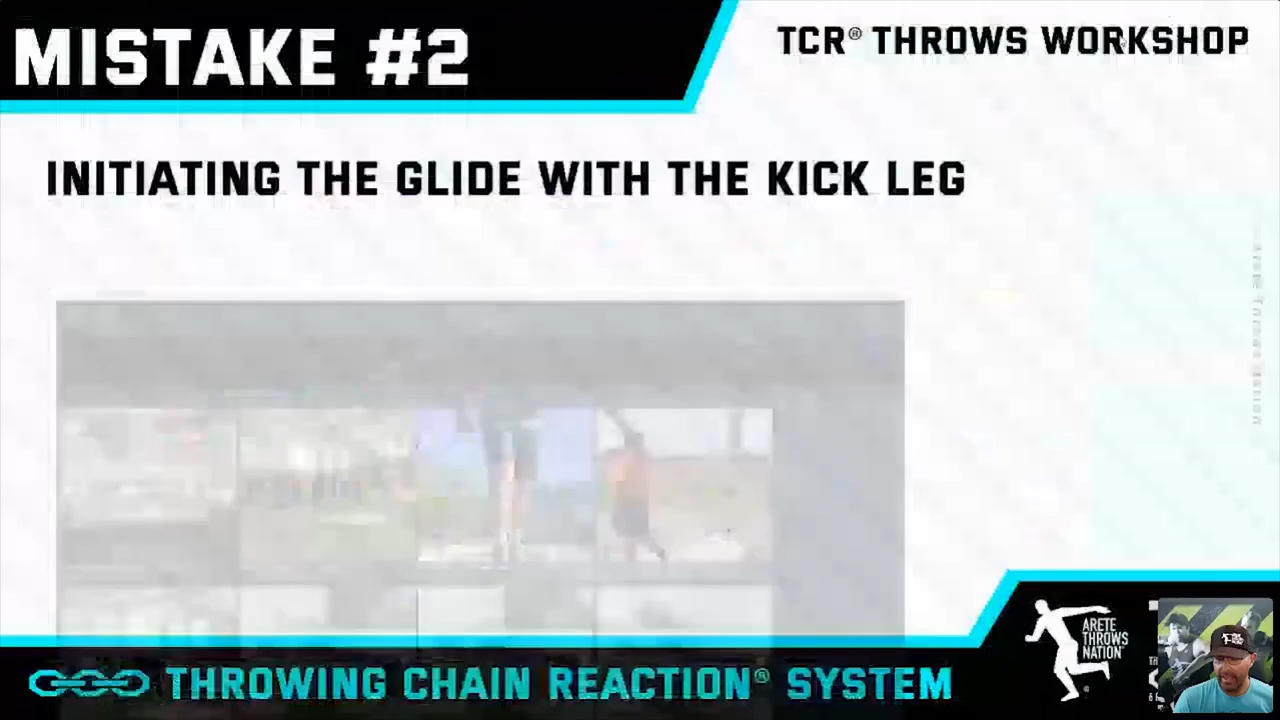 MISTAKE #2
TCR® THROWS WORKSHOP
INITIATING THE GLIDE WITH THE KICK LEG
THROWING CHAIN REACTION® SYSTEM
ARETE
THROWS
NATION